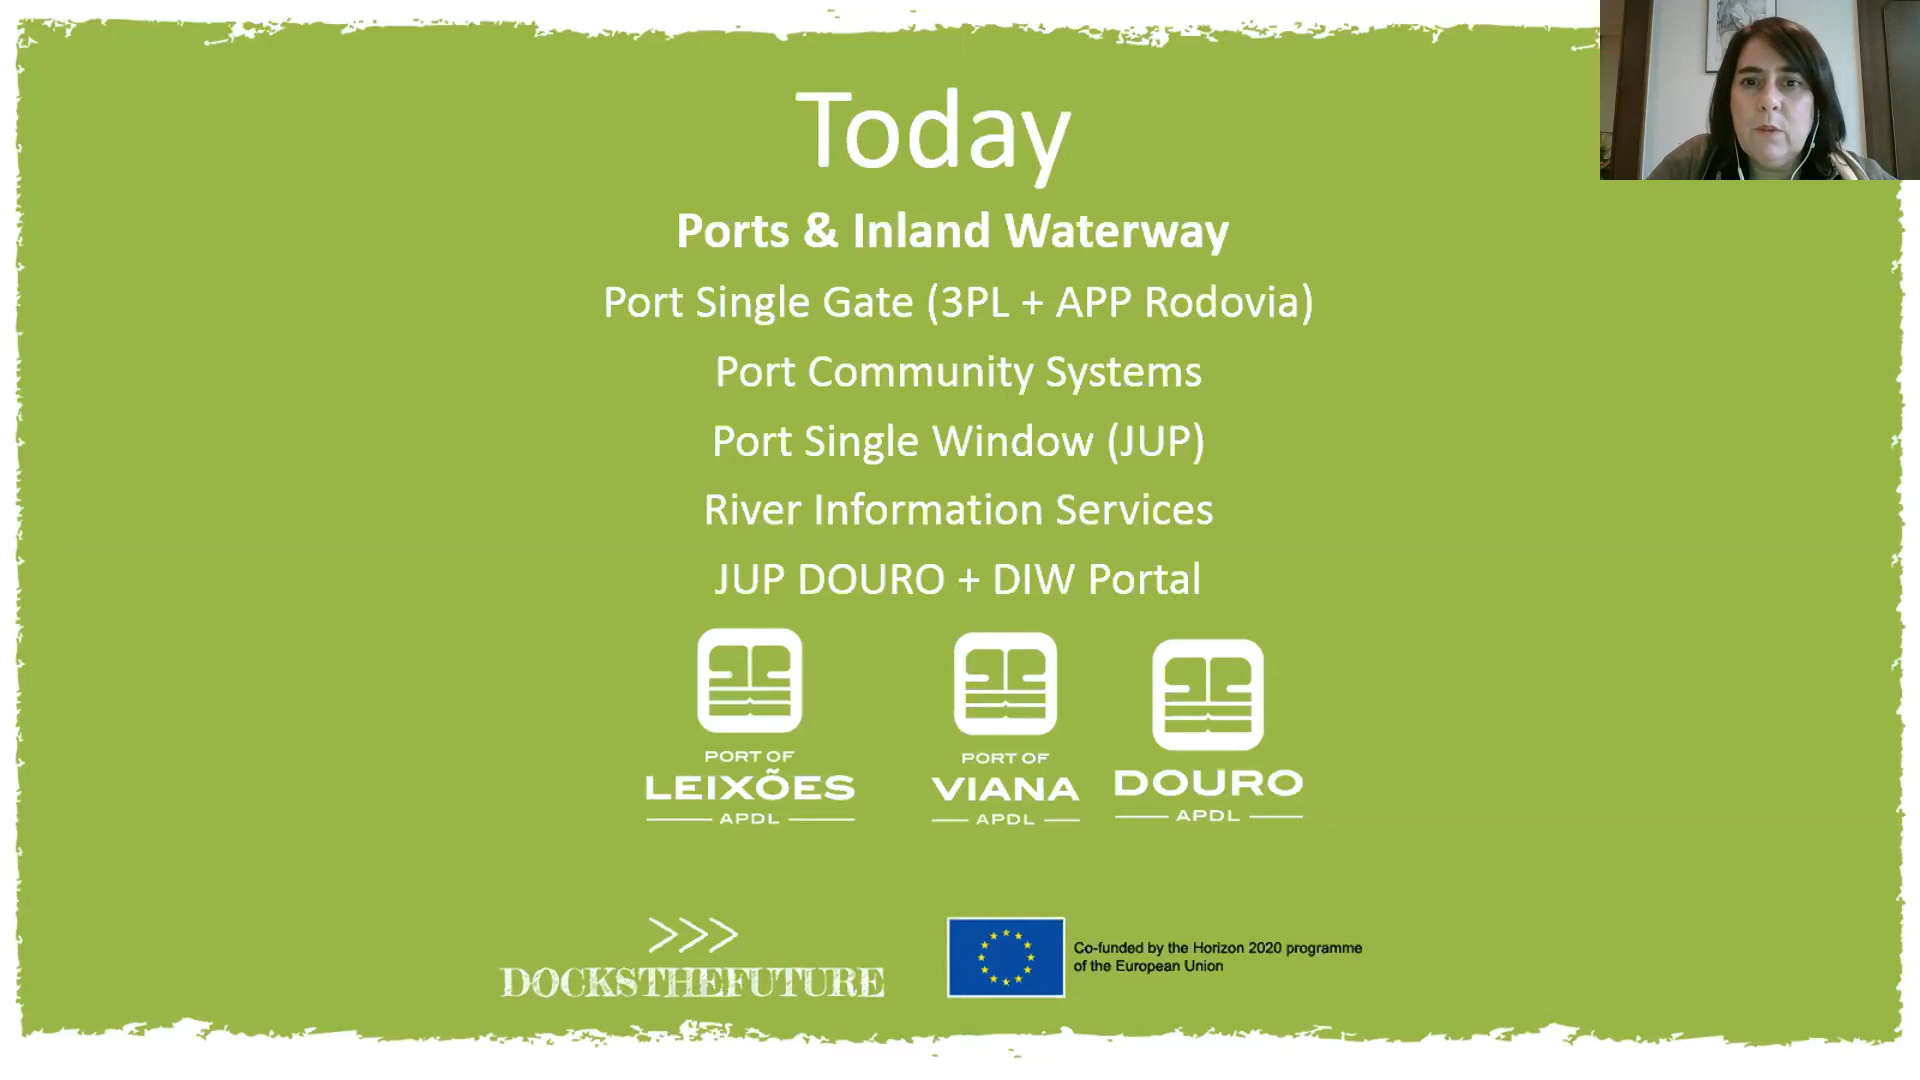 Today
Ports & Inland Waterway
Port Single Gate (3PL + APP Rodovia)
Port Community Systems
Port Single Window (JUP)
River Information Services
JUP DOURO + DIW Portal
PORT OF
LEIXÕES
APDL
PORT OF
VIANA
APDL
DOURO
APDL
>>>
DOCKSTHEFUTURE
Co-funded by the Horizon 2020 programme
of the European Union